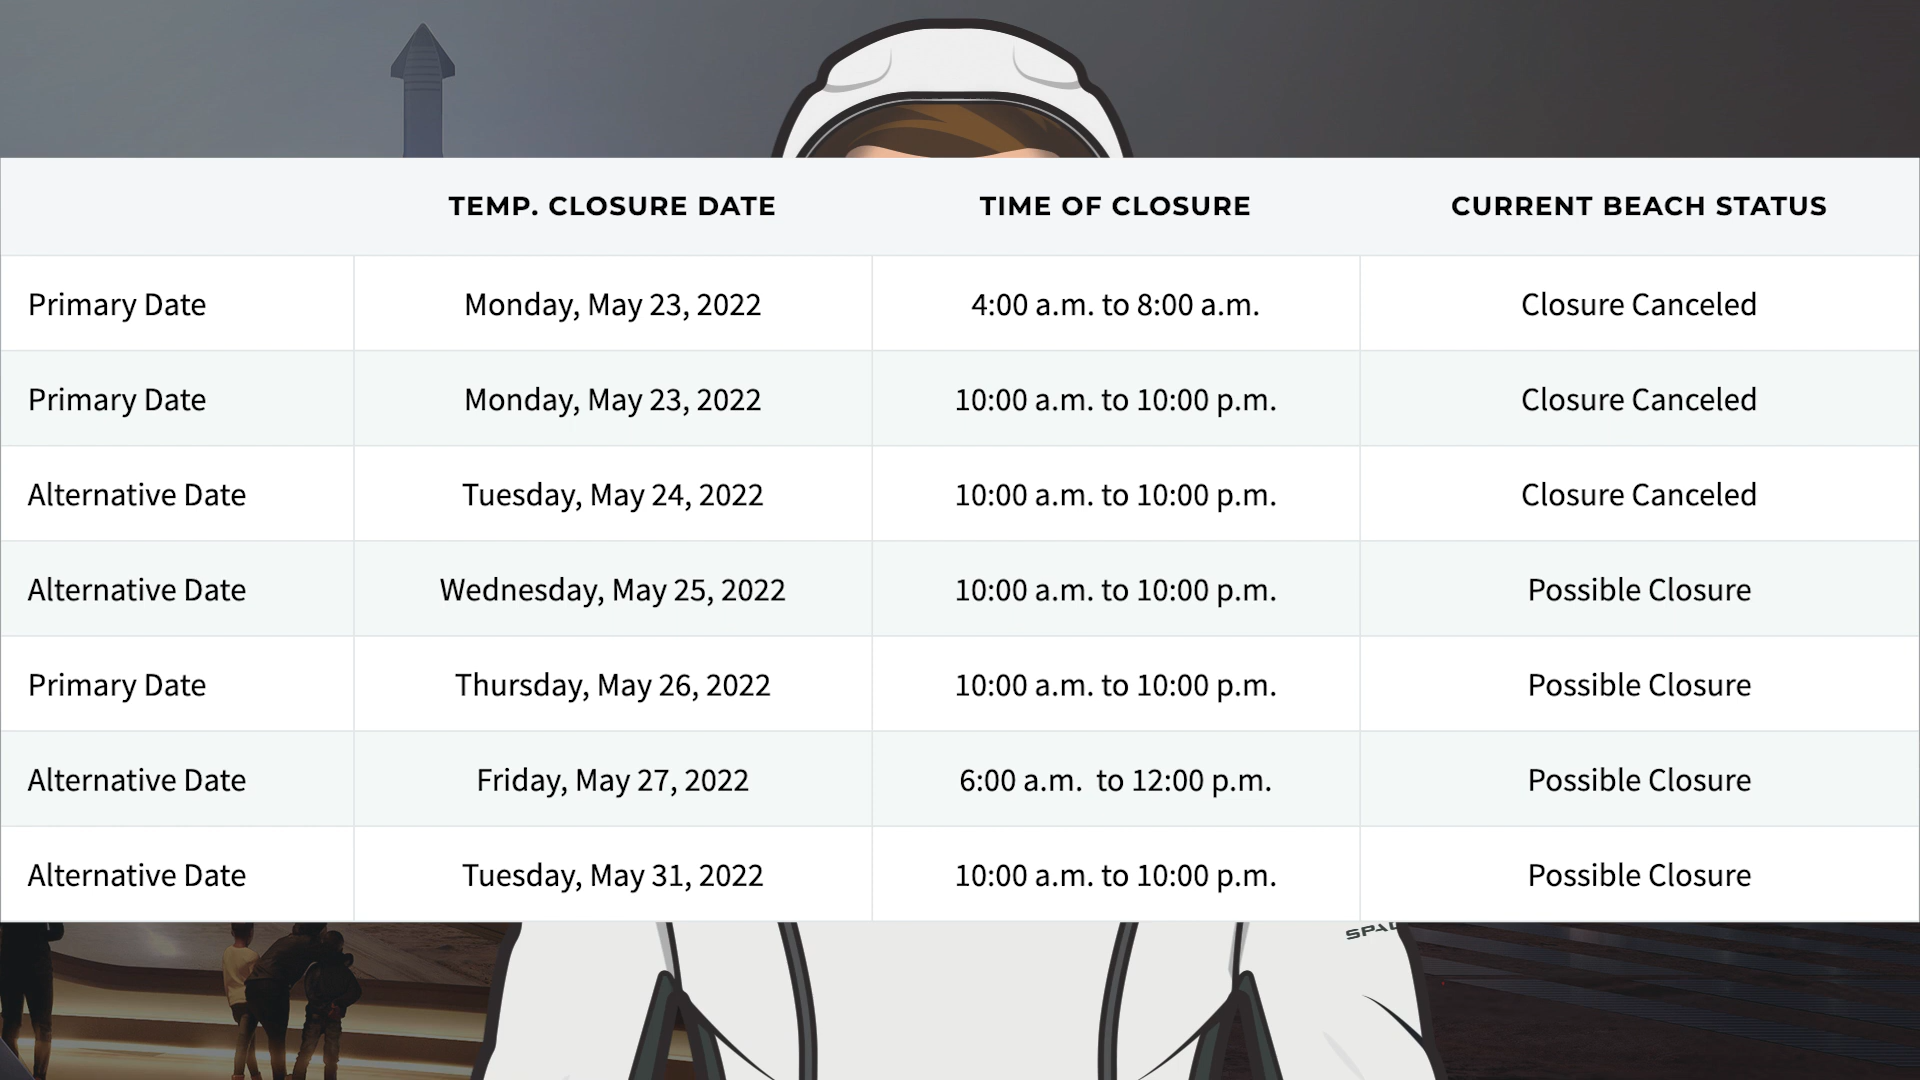 TEMP. CLOSURE DATE TIME OF CLOSURE CURRENT BEACH STATUS
Primary Date Monday, May 23, 2022 4:00 a.m. to 8:00 a.m. Closure Canceled
Primary Date Monday, May 23, 2022 10:00 a.m. to 10:00 p.m. Closure Canceled
Alternative Date Tuesday, May 24, 2022 10:00 a.m. to 10:00 p.m. Closure Canceled
Alternative Date Wednesday, May 25, 2022 10:00 a.m. to 10:00 p.m. Possible Closure
Primary Date Thursday, May 26, 2022 10:00 a.m. to 10:00 p.m. Possible Closure
Alternative Date Friday, May 27, 2022 6:00 a.m.  to 12:00 p.m. Possible Closure
Alternative Date Tuesday, May 31, 2022 10:00 a.m. to 10:00 p.m. Possible Closure